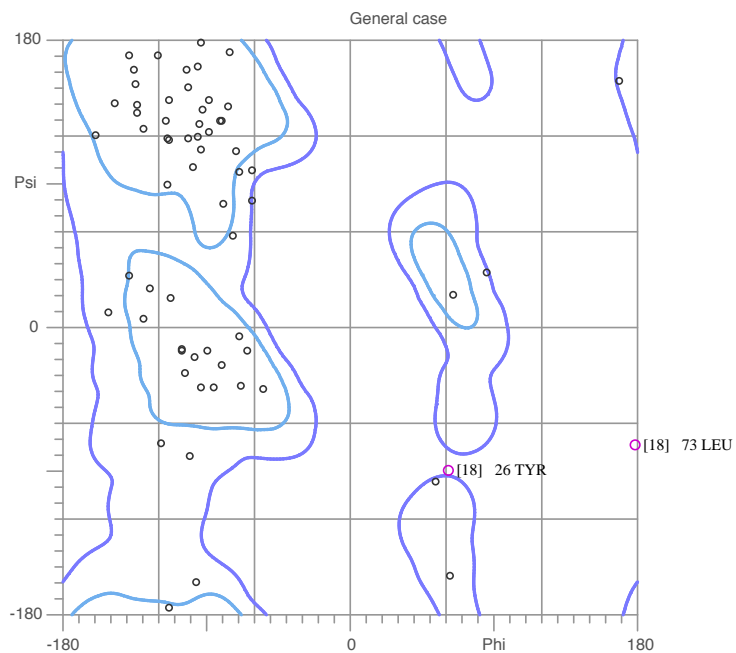 General case
180
Psi
0
[18] 73 LEU
[18] 26 TYR
-180
-180 0 Phi 180